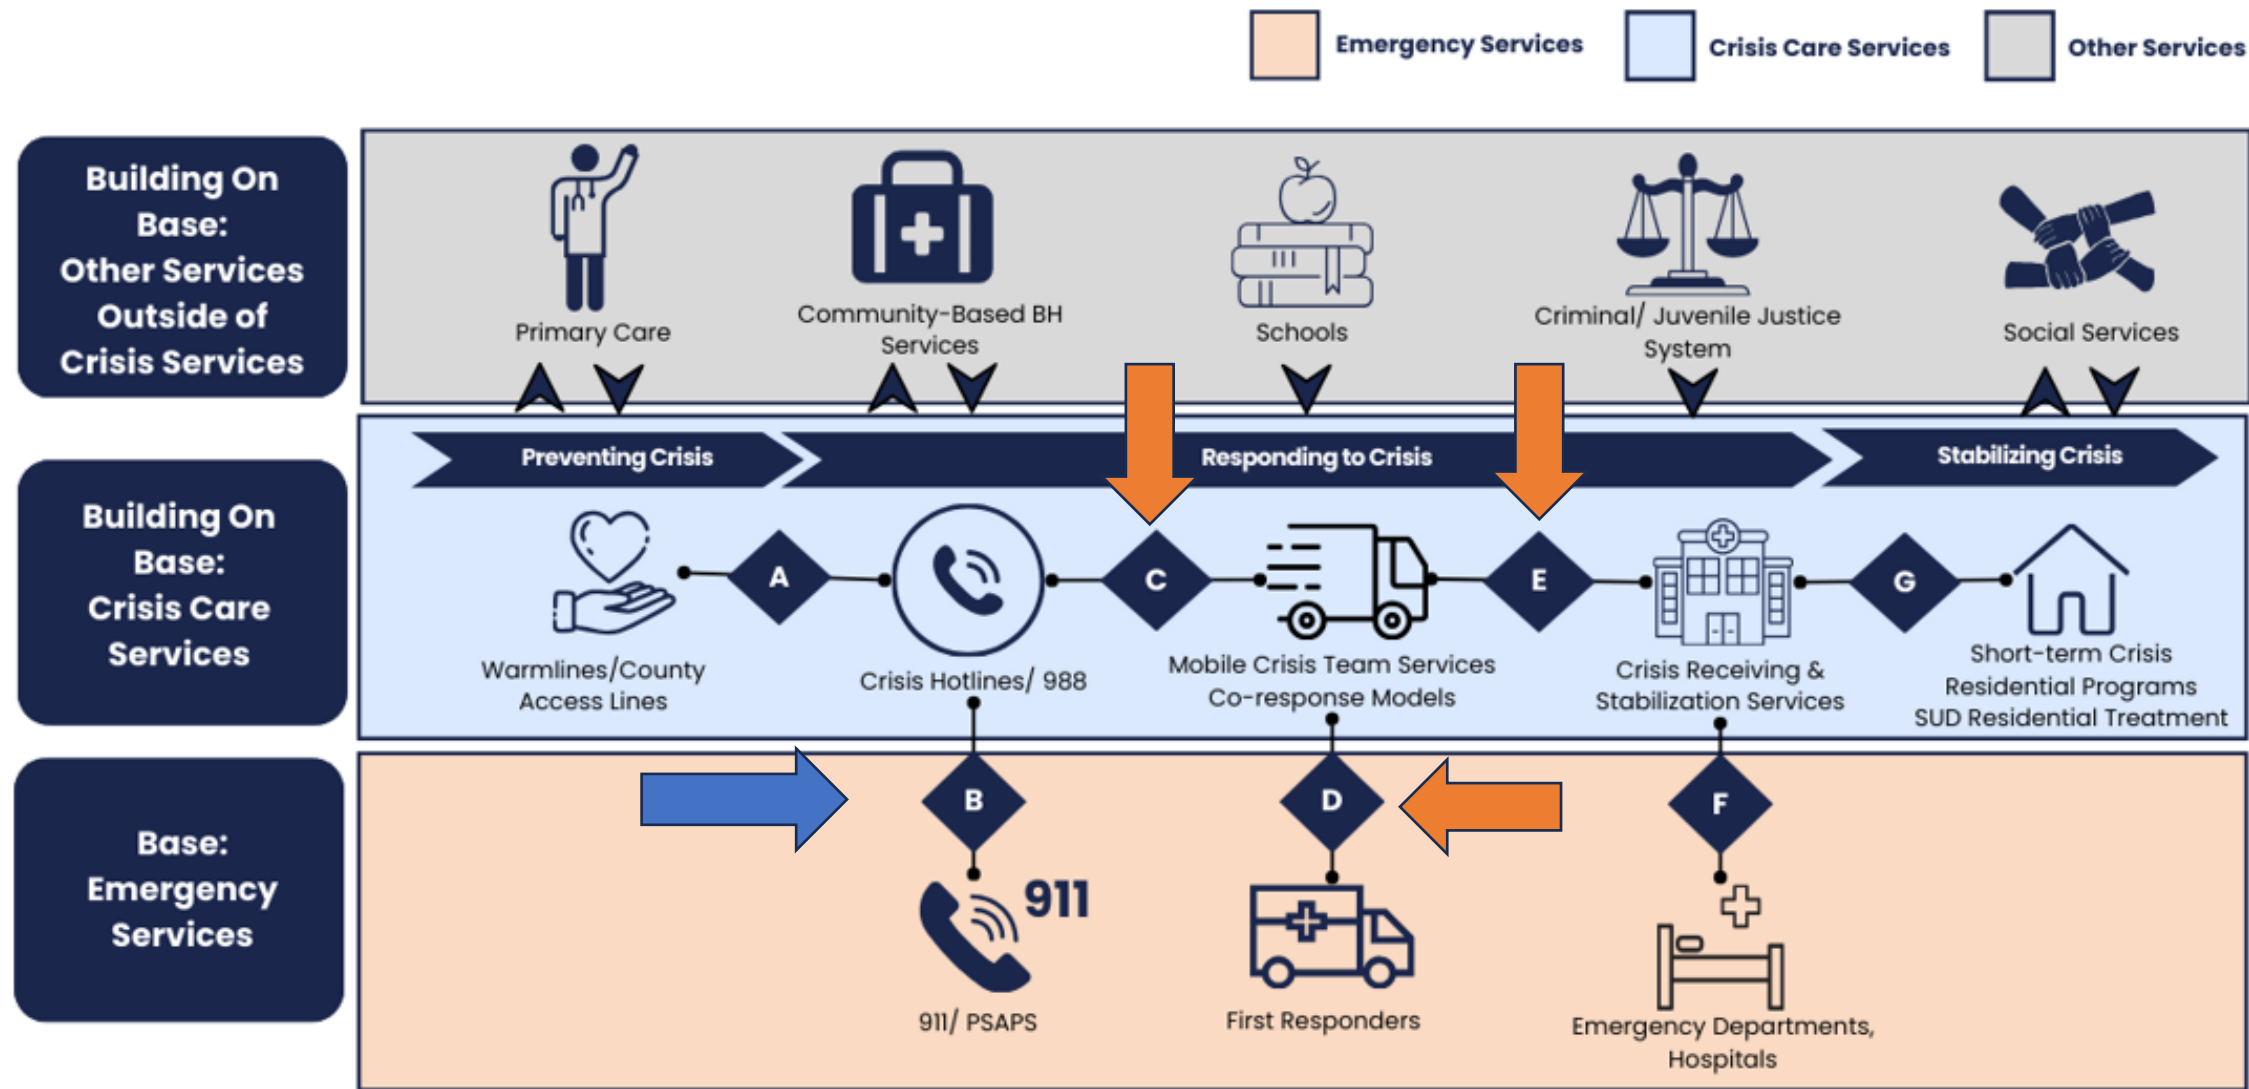 Emergency Services
Crisis Care Services
Other Services
Building On
Base:
Other Services
Outside of
Crisis Services
Primary Care
Community-Based BH
Services
Schools
Criminal/ Juvenile Justice
System
Social Services
Preventing Crisis
Responding to Crisis
Stabilizing Crisis
Building On
Base:
Crisis Care
Services
A
C
E
G
Warmlines/County
Access Lines
Crisis Hotlines/ 988
Mobile Crisis Team Services
Co-response Models
Crisis Receiving &
Stabilization Services
Short-term Crisis
Residential Programs
SUD Residential Treatment
Base:
Emergency
Services
B
D
F
911
911/ PSAPS
First Responders
Emergency Departments,
Hospitals